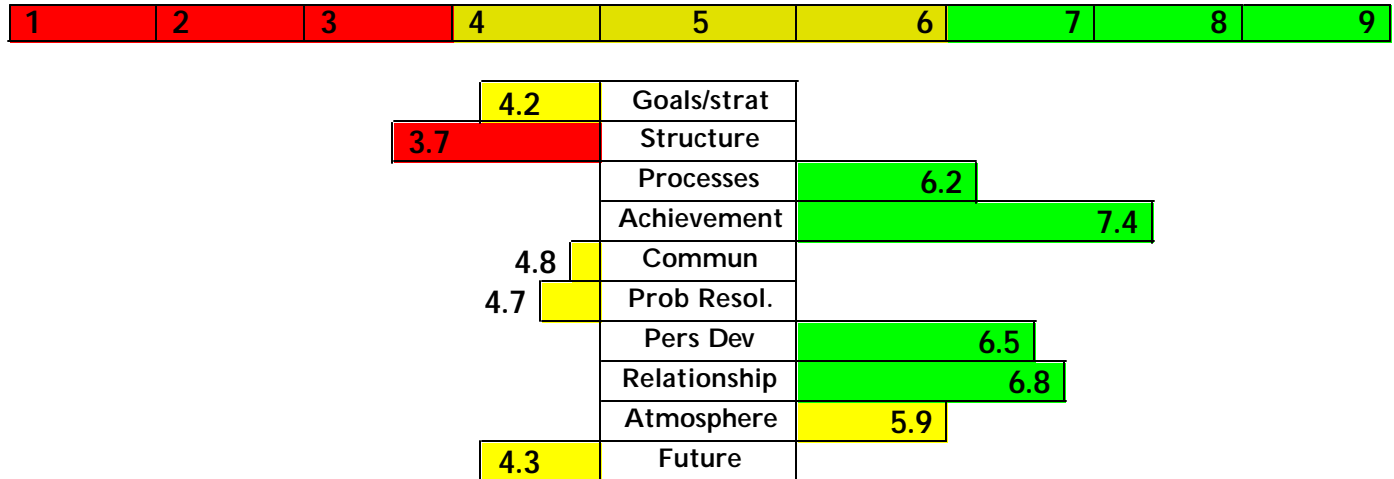 1 2 3 4 5 6 7 8 9
4.2 Goals/strat
3.7 Structure
Processes 6.2
Achievement 7.4
4.8 Commun
4.7 Prob Resol.
Pers Dev 6.5
Relationship 6.8
Atmosphere 5.9
4.3 Future